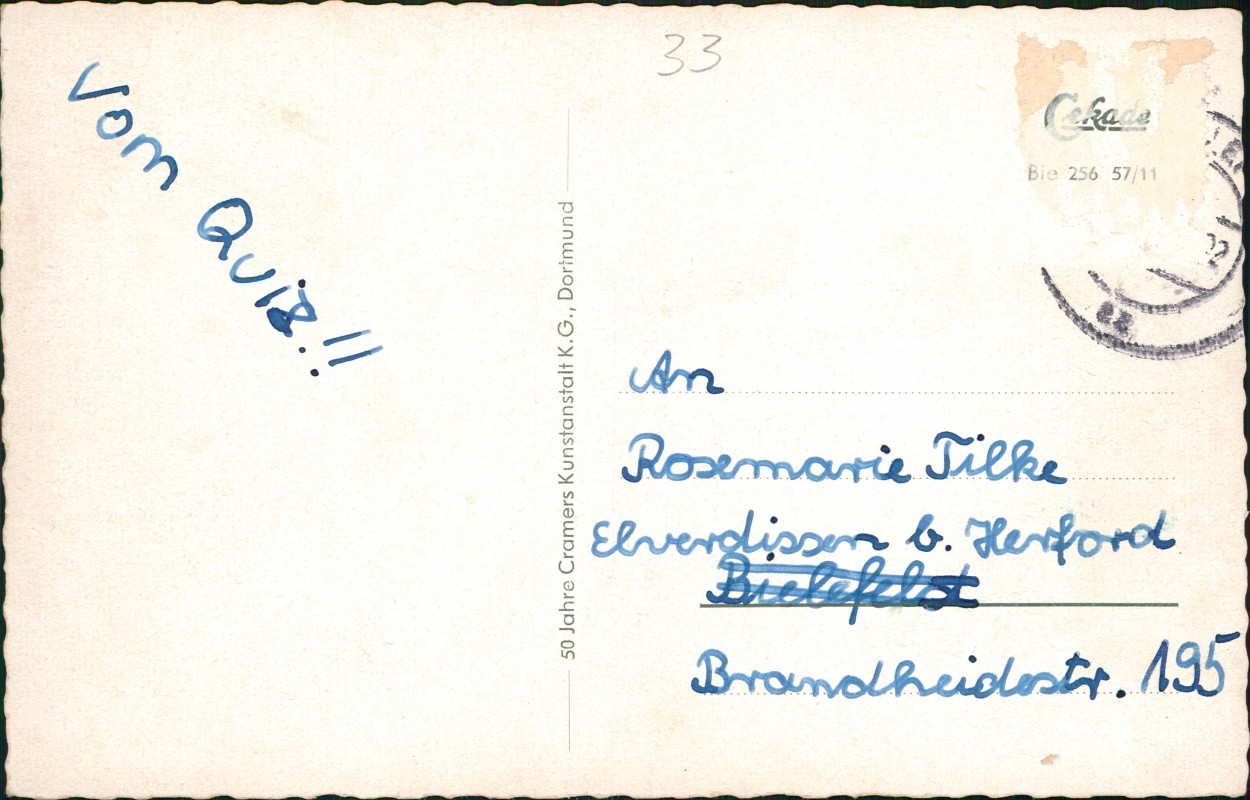 33
Vom Quiz!!
Cekade
Bie 256 57/11
50 Jahre Cramers Kunstanstalt K.G., Dortmund
An
Rosemarie Tilke
Elverdissen b. Herford
Bielefeld
Brandheidestr. 195